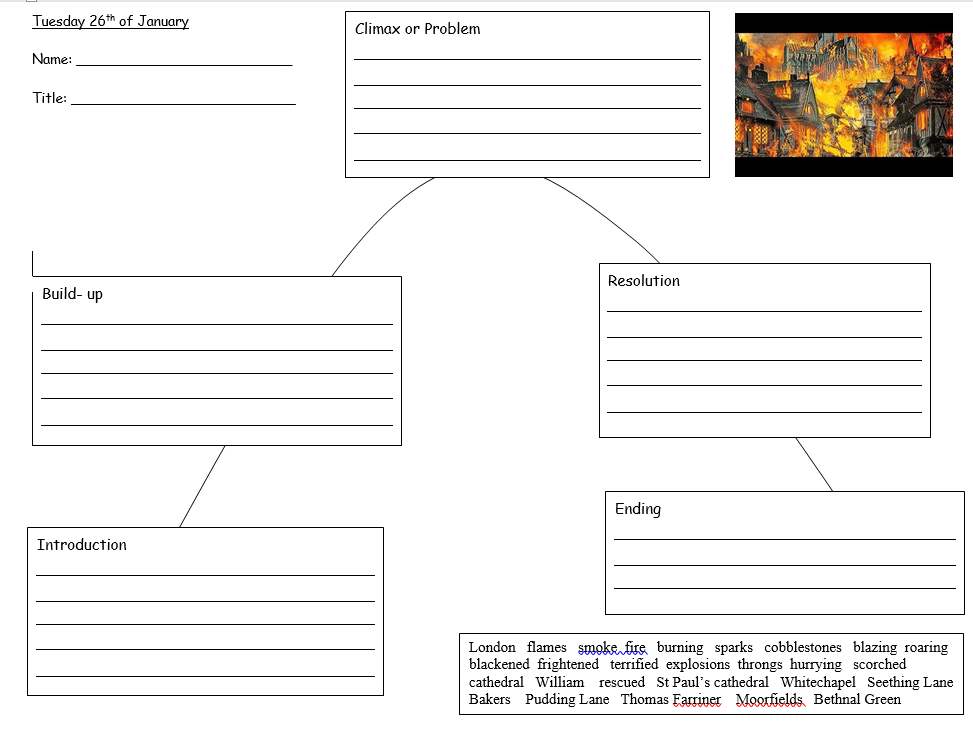 Tuesday 26th of January
Name:
Title:
Climax or Problem
Build- up
Resolution
Introduction
Ending
London flames smoke fire burning sparks cobblestones blazing roaring
blackened frightened terrified explosions throngs hurrying scorched
cathedral William rescued St Paul's cathedral Whitechapel Seething Lane
Bakers Pudding Lane Thomas Farriner Moorfields Bethnal Green